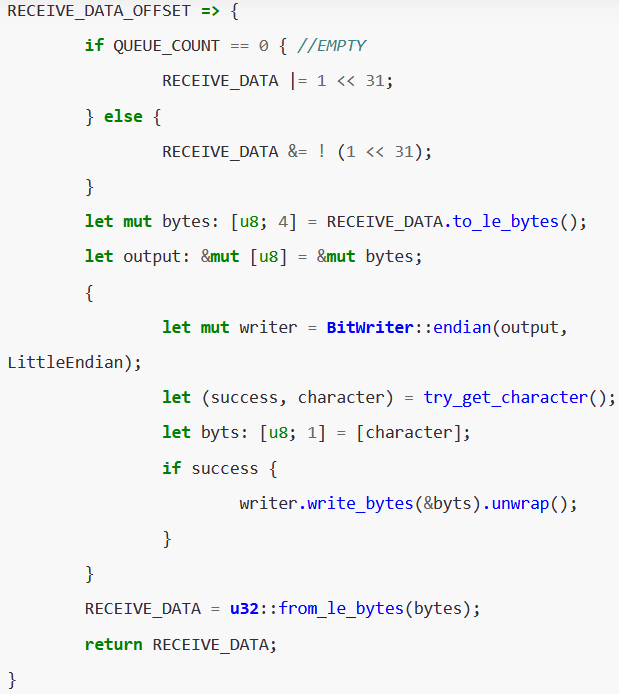 RECEIVE_DATA_OFFSET => {
if QUEUE_COUNT == 0 { //EMPTY
RECEIVE_DATA |= 1 << 31;
} else {
RECEIVE_DATA &= ! (1 << 31);
}
let mut bytes: [u8; 4] = RECEIVE_DATA.to_le_bytes();
let output: &mut [u8] = &mut bytes;
{
let mut writer = BitWriter::endian(output,
LittleEndian);
let (success, character) = try_get_character();
let byts: [u8; 1] = [character];
if success {
writer.write_bytes(&byts).unwrap();
}
}
RECEIVE_DATA = u32::from_le_bytes(bytes);
return RECEIVE_DATA;
}